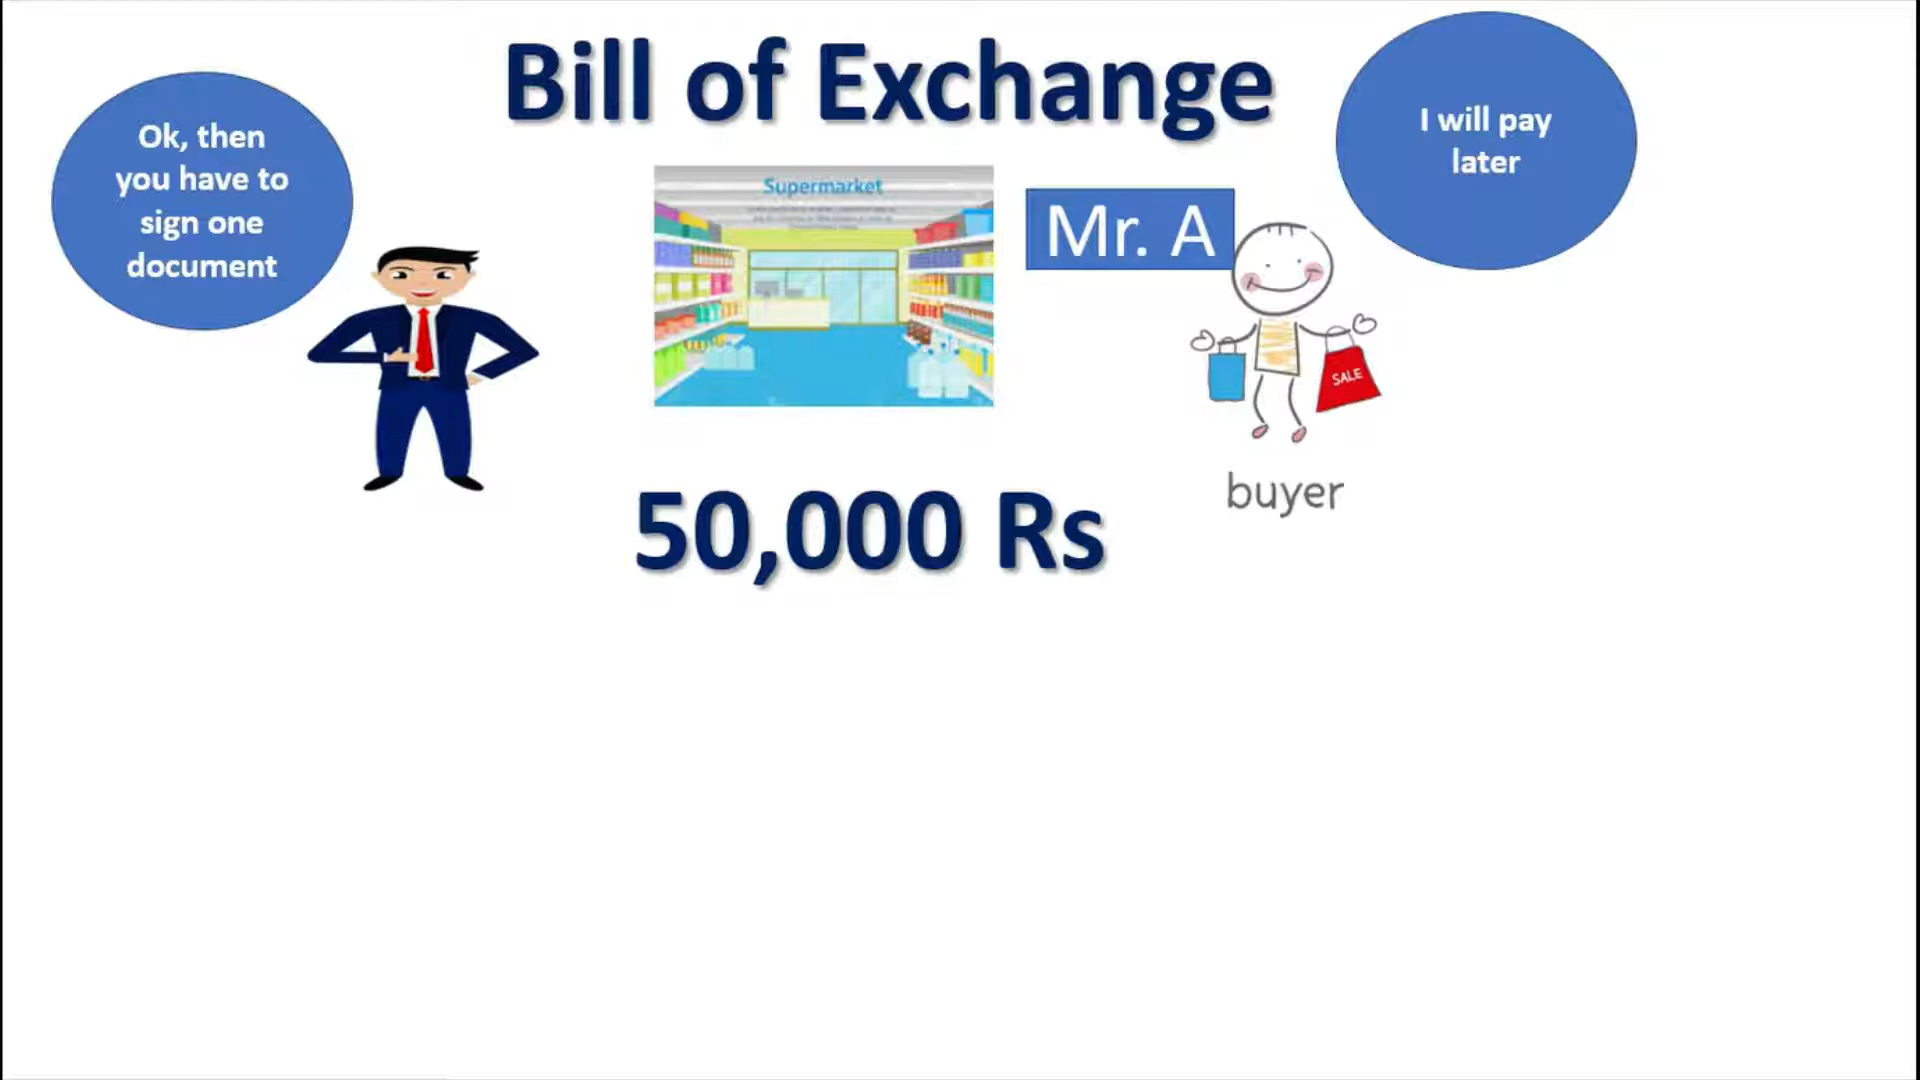 Bill of Exchange
Ok, then
you have to
sign one
document
I will pay
later
Supermarket
Mr. A
SALE
buyer
50,000 Rs